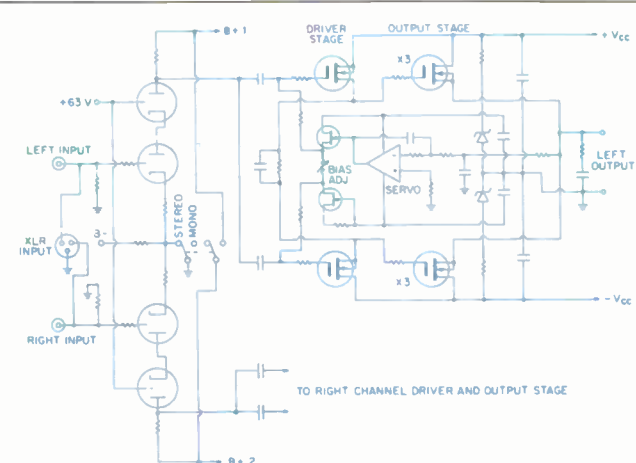 B+1
DRIVER STAGE
OUTPUT STAGE
+ Vcc
x3
+63 V
LEFT INPUT
BIAS ADJ
SERVO
LEFT OUTPUT
STEREO
MONO
XLR INPUT
3-
x3
- Vcc
RIGHT INPUT
TO RIGHT CHANNEL DRIVER AND OUTPUT STAGE
B+2